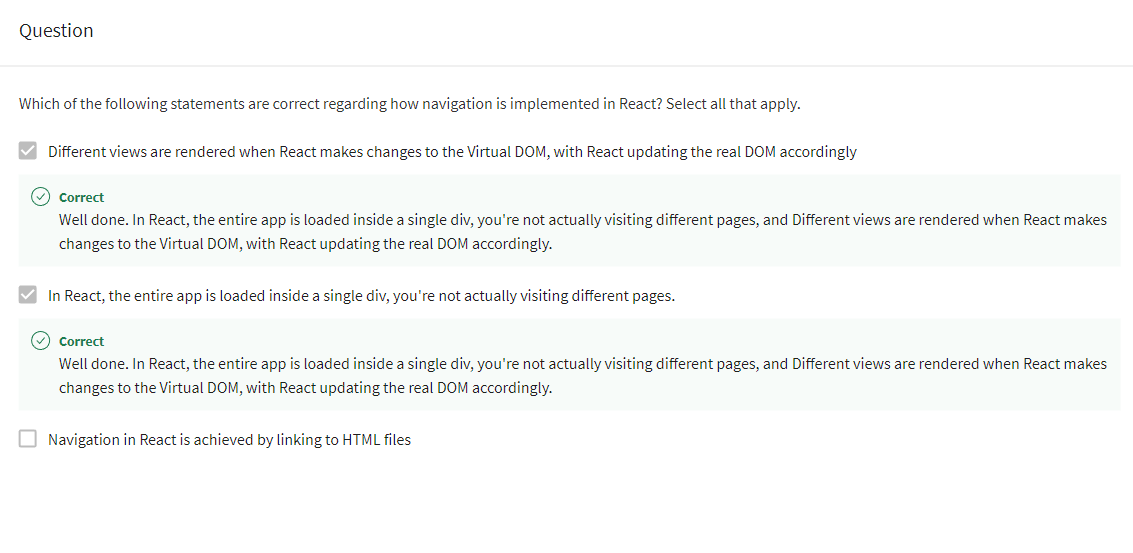 Question
Which of the following statements are correct regarding how navigation is implemented in React? Select all that apply.
Different views are rendered when React makes changes to the Virtual DOM, with React updating the real DOM accordingly
Correct
Well done. In React, the entire app is loaded inside a single div, you're not actually visiting different pages, and Different views are rendered when React makes
changes to the Virtual DOM, with React updating the real DOM accordingly.
In React, the entire app is loaded inside a single div, you're not actually visiting different pages.
Correct
Well done. In React, the entire app is loaded inside a single div, you're not actually visiting different pages, and Different views are rendered when React makes
changes to the Virtual DOM, with React updating the real DOM accordingly.
Navigation in React is achieved by linking to HTML files